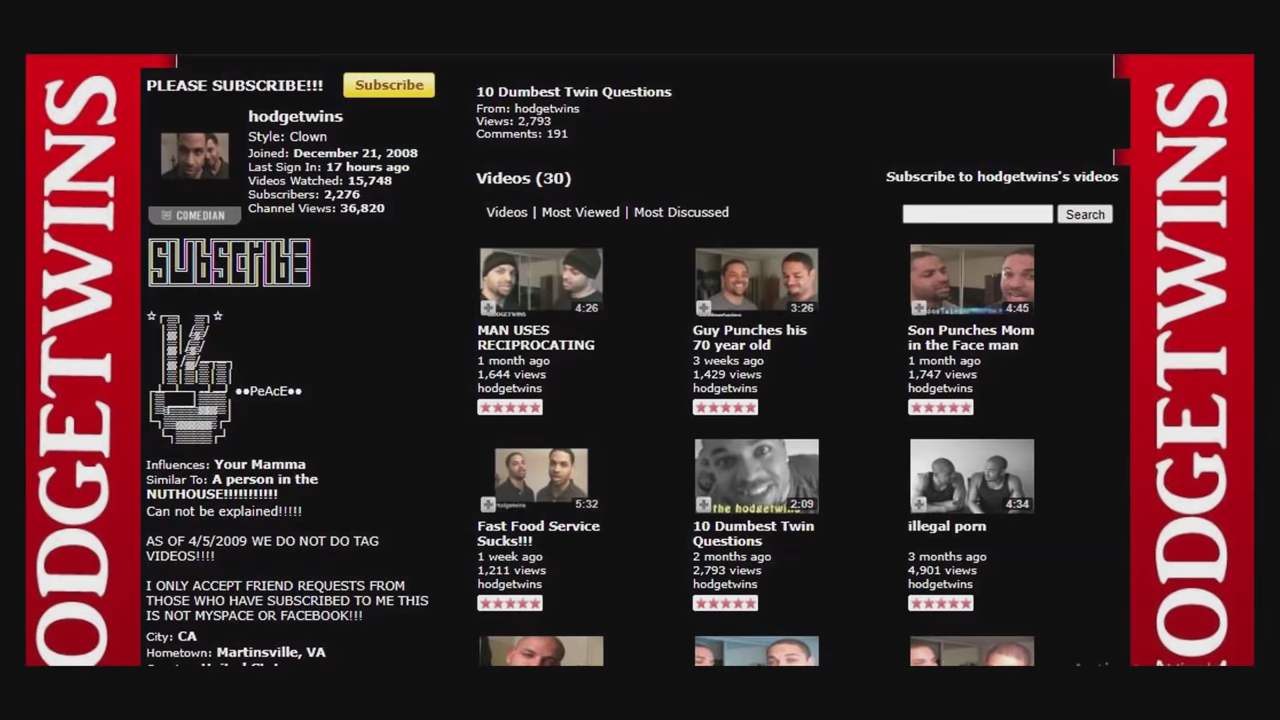 HODGETWINS
PLEASE SUBSCRIBE!!!
Subscribe
hodgetwins
Style: Clown
Joined: December 21, 2008
Last Sign In: 17 hours ago
Videos Watched: 15,748
Subscribers: 2,276
Channel Views: 36,820
COMEDIAN
SUBSCRIBE
●●PeAcE●●
Influences: Your Mamma
Similar To: A person in the
NUTHOUSE!!!!!!!!!!!
Can not be explained!!!!!
AS OF 4/5/2009 WE DO NOT DO TAG
VIDEOS!!!!
I ONLY ACCEPT FRIEND REQUESTS FROM
THOSE WHO HAVE SUBSCRIBED TO ME THIS
IS NOT MYSPACE OR FACEBOOK!!!
City: CA
Hometown: Martinsville, VA
10 Dumbest Twin Questions
From: hodgetwins
Views: 2,793
Comments: 191
Videos (30)
Subscribe to hodgetwins's videos
Videos | Most Viewed | Most Discussed
Search
4:26
MAN USES
RECIPROCATING
1 month ago
1,644 views
hodgetwins
3:26
Guy Punches his
70 year old
3 weeks ago
1,429 views
hodgetwins
4:45
Son Punches Mom
in the Face man
1 month ago
1,747 views
hodgetwins
5:32
Fast Food Service
Sucks!!!
1 week ago
1,211 views
hodgetwins
the hodgetwins
2:09
10 Dumbest Twin
Questions
2 months ago
2,793 views
hodgetwins
4:34
illegal porn
3 months ago
4,901 views
hodgetwins
HODGETWINS